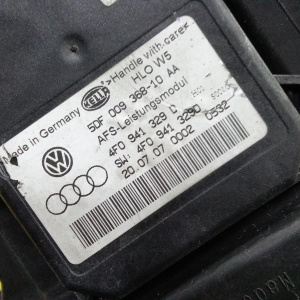 Made in Germany >Handle with care<
HELLA HLO W5
5DF 009 368-10 AA
AFS-Leistungsmodul
4F0 941 329 C
SW: 4F0 941 329D
20.07.07 0002 0532